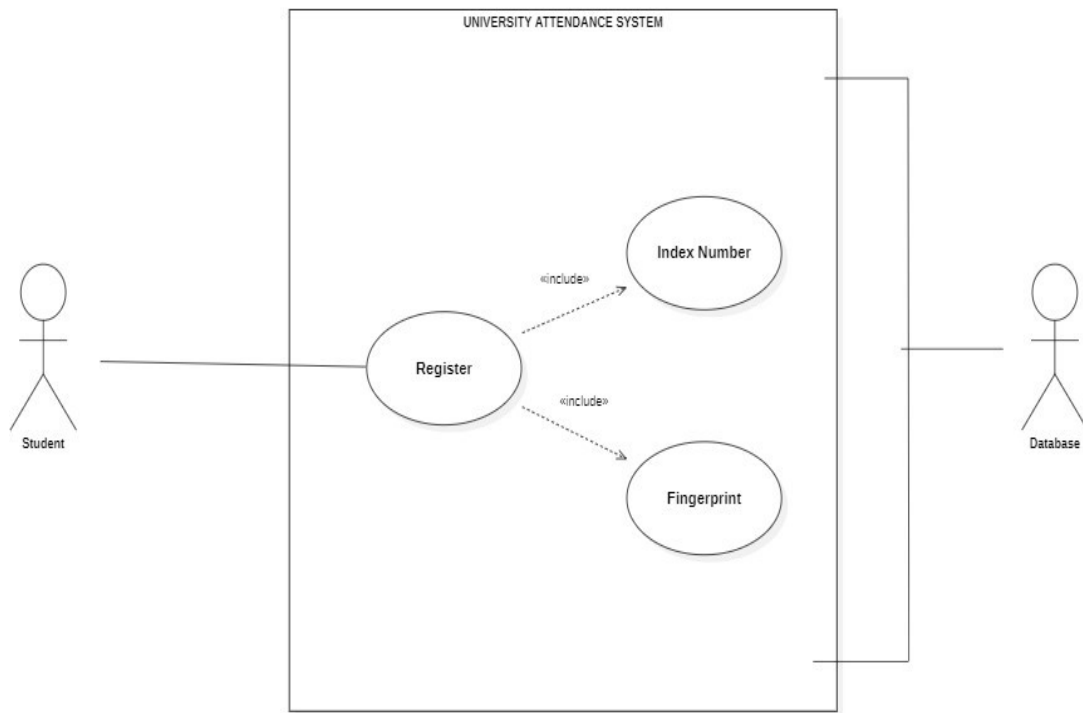 UNIVERSITY ATTENDANCE SYSTEM
Index Number
«include»
Register
«include»
Student
Database
Fingerprint